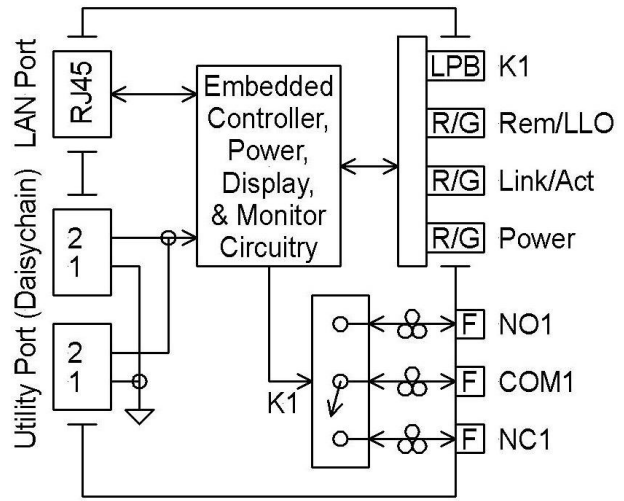 LAN Port
RJ45
Utility Port (Daisychain)
2
1
2
1
Embedded
Controller,
Power,
Display,
& Monitor
Circuitry
K1
LPB K1
R/G Rem/LLO
R/G Link/Act
R/G Power
F NO1
F COM1
F NC1